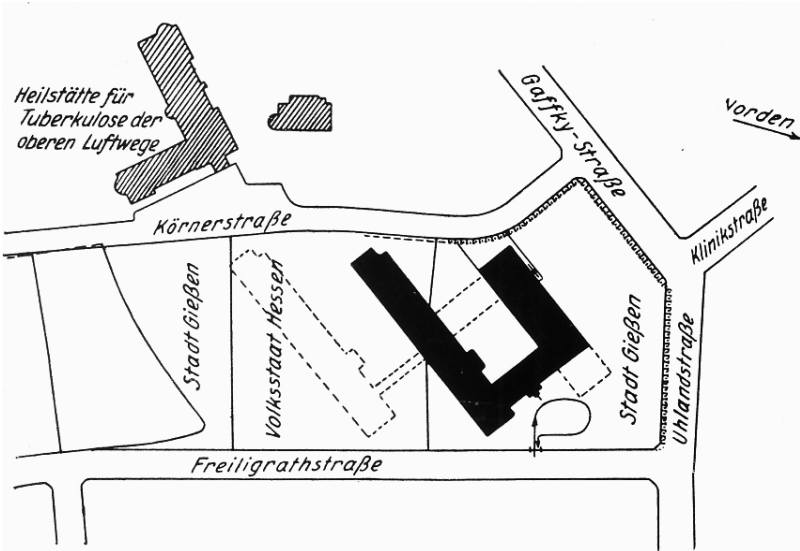 Heilstätte für
Tuberkulose der
oberen Luftwege
Gaffky-Straße
Norden
Körnerstraße
Klinikstraße
Stadt Gießen
Volksstaat Hessen
Stadt Gießen
Uhlandstraße
Freiligrathstraße